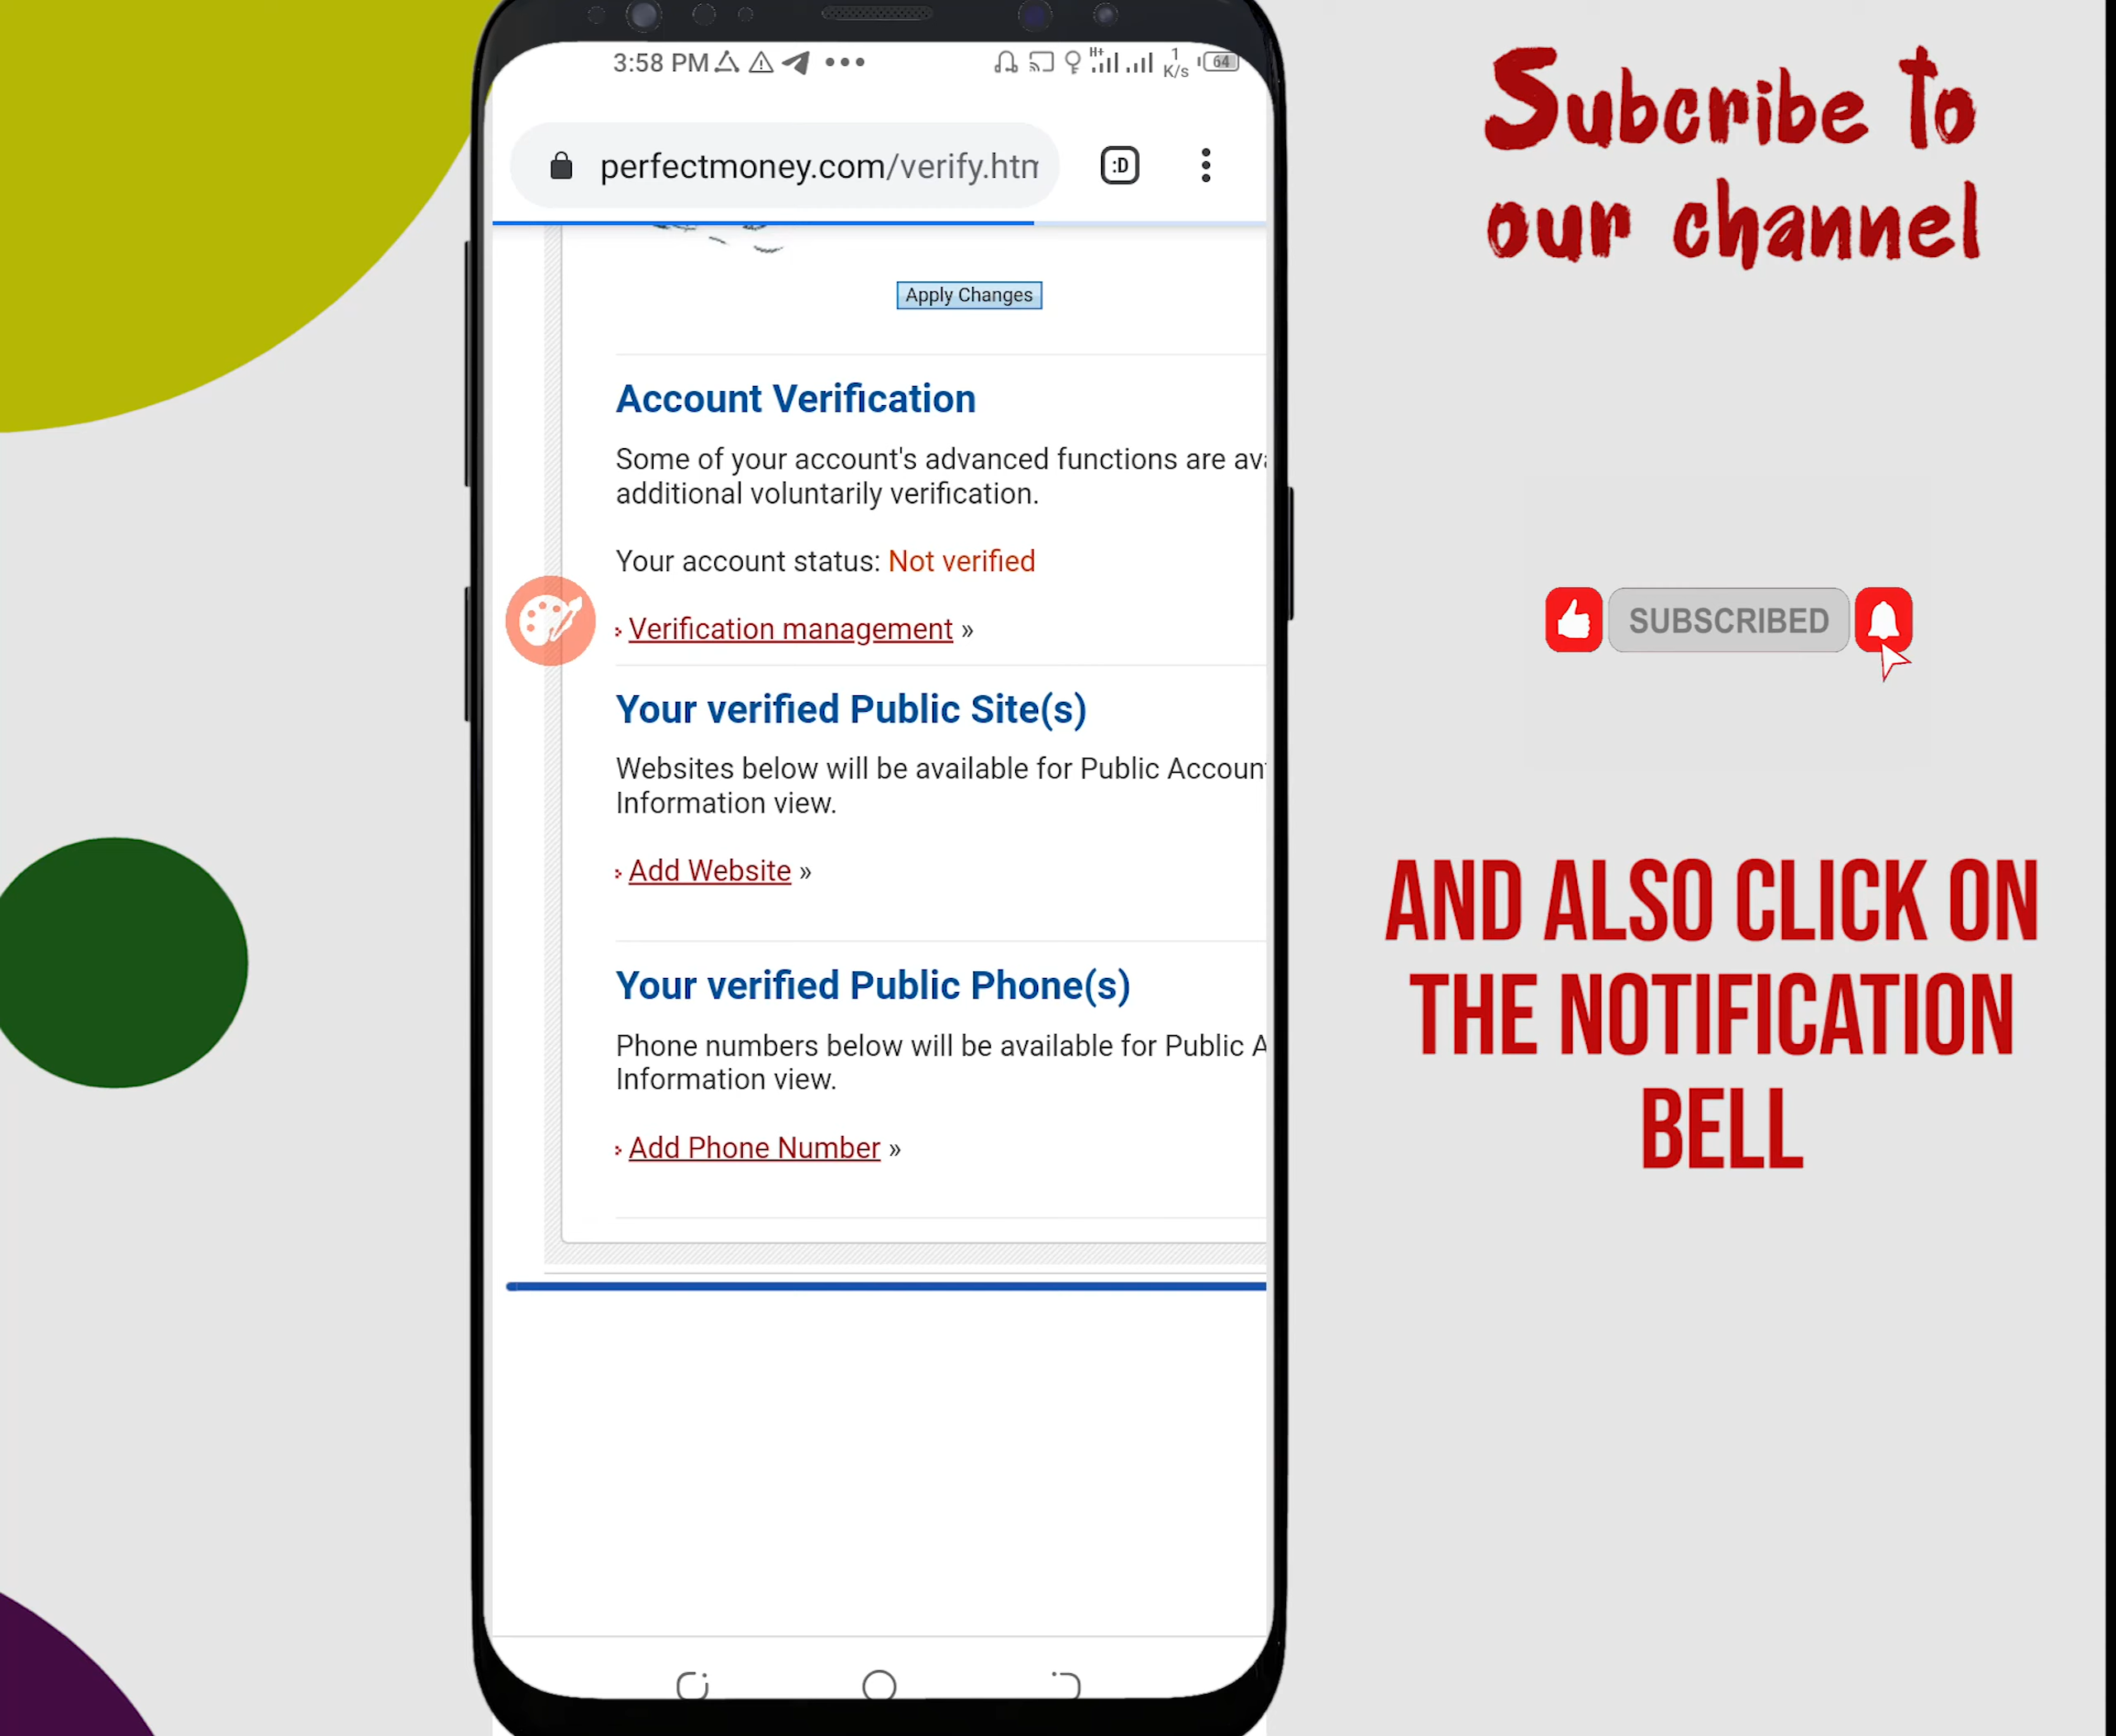 3:58 PM
H+
1
K/s
64
perfectmoney.com/verify.htm
:D
Apply Changes
Account Verification
Some of your account's advanced functions are ava
additional voluntarily verification.
Your account status: Not verified
Verification management »
Your verified Public Site(s)
Websites below will be available for Public Accoun
Information view.
Add Website »
Your verified Public Phone(s)
Phone numbers below will be available for Public A
Information view.
Add Phone Number »
Subcribe To
our channel
SUBSCRIBED
AND ALSO CLICK ON
THE NOTIFICATION
BELL